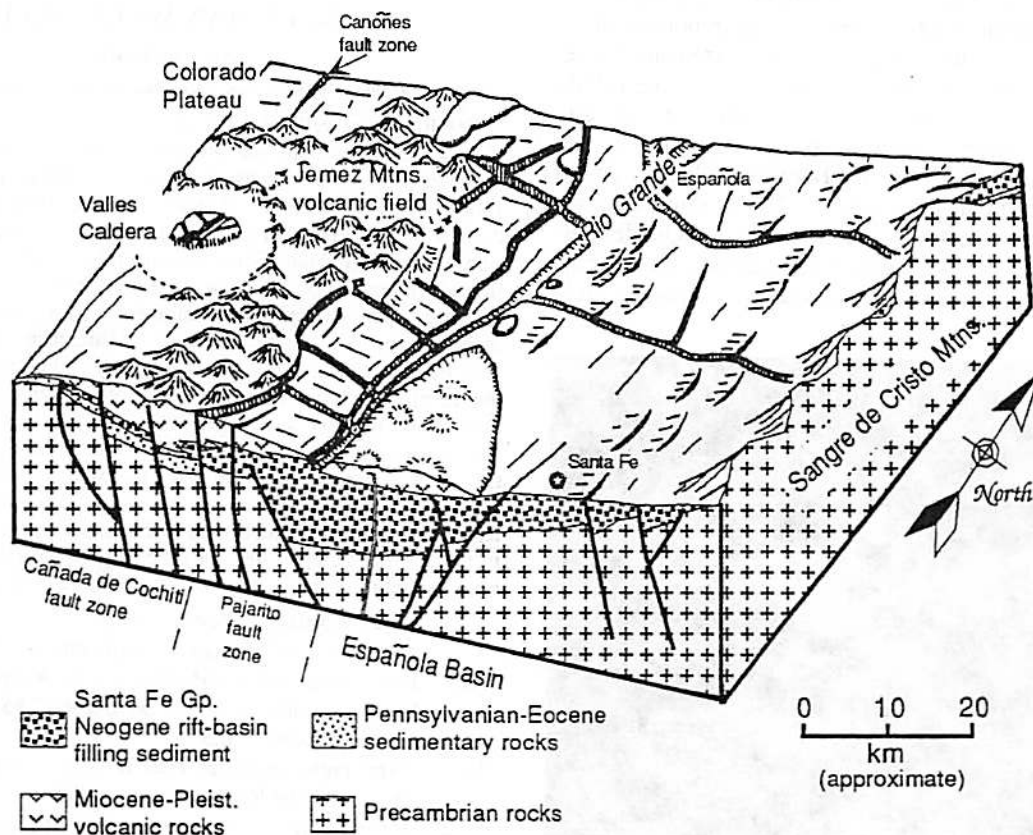 Cañones
fault zone
Colorado
Plateau
Jemez Mtns.
volcanic field
Valles
Caldera
Rio Grande
Española
Santa Fe
Sangre de Cristo Mtns.
North
Cañada de Cochiti
fault zone
Pajarito
fault
zone
Española Basin
Santa Fe Gp.
Neogene rift-basin
filling sediment
Pennsylvanian-Eocene
sedimentary rocks
Miocene-Pleist.
volcanic rocks
Precambrian rocks
0 10 20
km
(approximate)